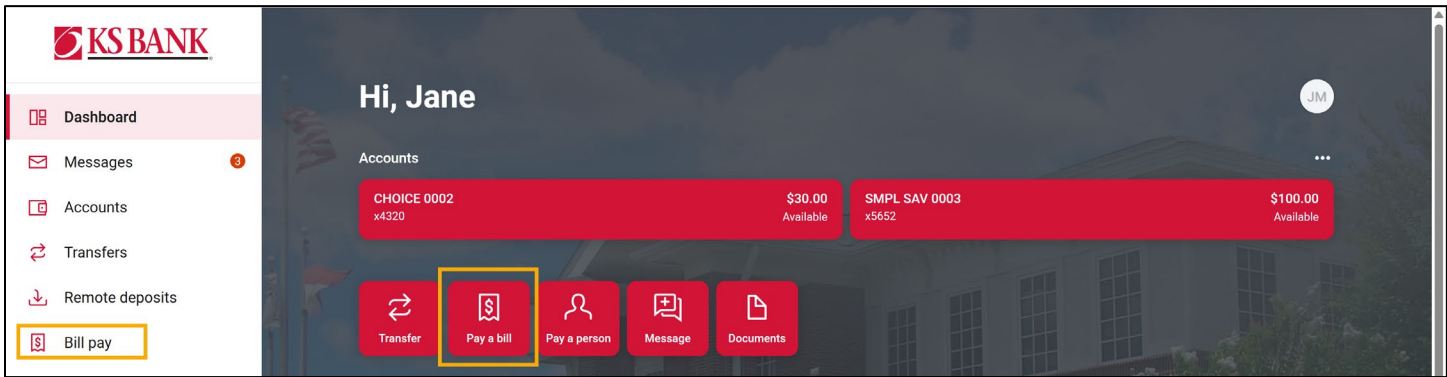 KS BANK
Dashboard
Messages 3
Accounts
Transfers
Remote deposits
$ Bill pay
Hi, Jane
JM
Accounts
•••
CHOICE 0002 $30.00
x4320 Available
SMPL SAV 0003 $100.00
x5652 Available
$
Transfer Pay a bill Pay a person Message Documents